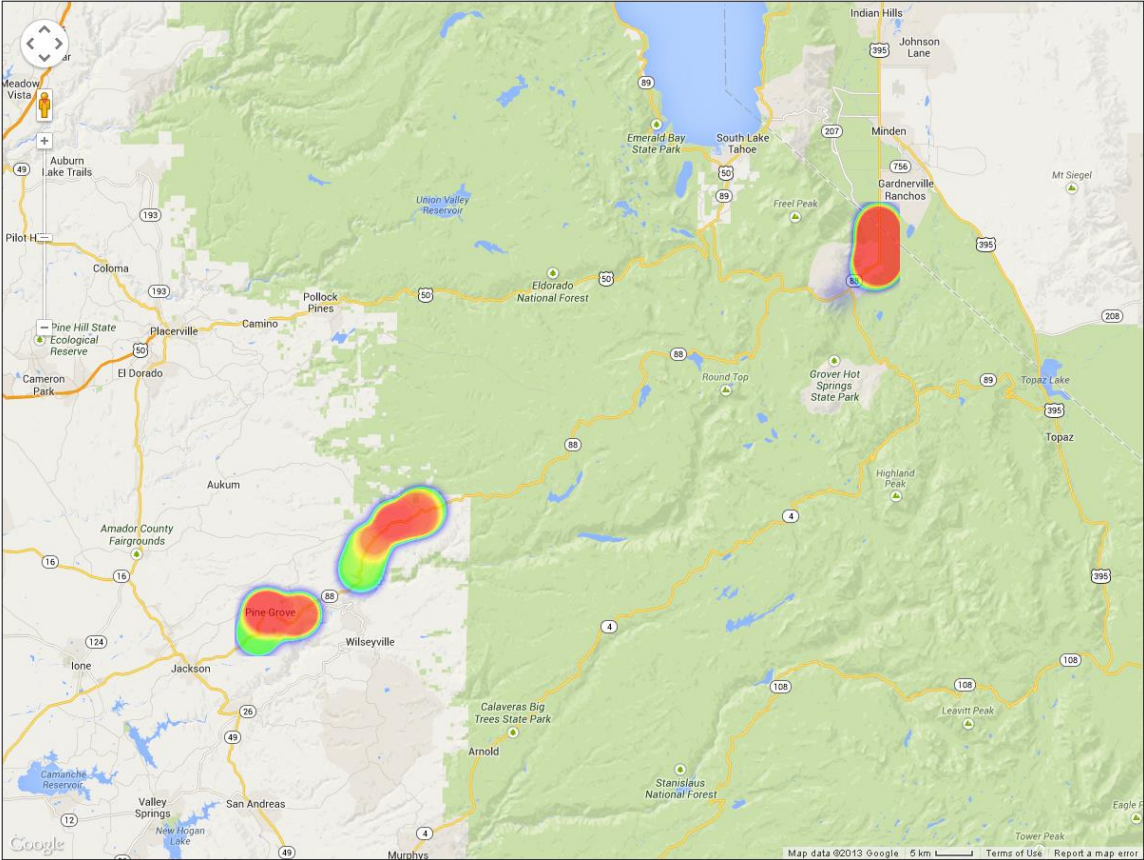 Indian Hills
395
Johnson
Lane
ar
Meadow
Vista
89
207
Minden
Emerald Bay
State Park
South Lake
Tahoe
49
Auburn
Lake Trails
50
756
Mt Siegel
Gardnerville
Ranchos
89
Union Valley
Reservoir
193
Freel Peak
Pilot H
395
Coloma
Eldorado
National Forest
50
88
193
Pollock
Pines
50
208
Pine Hill State
Ecological
Reserve
Placerville
Camino
50
88
El Dorado
Cameron
Park
Round Top
Grover Hot
Springs
State Park
89
Topaz Lake
395
Topaz
88
Aukum
Highland
Peak
Amador County
Fairgrounds
4
16
16
395
88
Pine Grove
4
124
Wilseyville
Ione
Jackson
108
108
108
26
Calaveras Big
Trees State Park
Leavitt Peak
49
Arnold
Camanche
Reservoir
Stanislaus
National Forest
Valley
Springs
San Andreas
12
New Hogan
Lake
4
Eagle P
Tower Peak
49
Murphys
Google
Map data ©2013 Google
5 km
Terms of Use
Report a map error